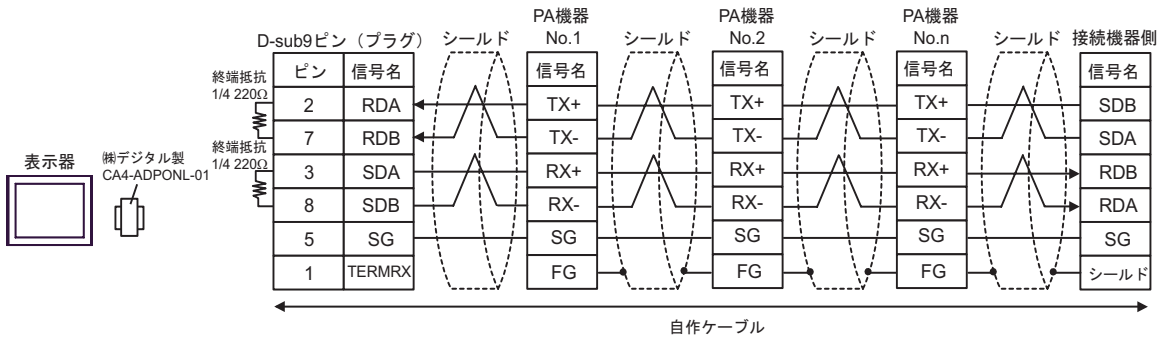 PA機器 PA機器 PA機器
D-sub9ピン（プラグ） シールド No.1 シールド No.2 シールド No.n シールド 接続機器側
ピン 信号名 信号名 信号名 信号名 信号名
終端抵抗
1/4 220Ω
2 RDA TX+ TX+ TX+ SDB
7 RDB TX- TX- TX- SDA
終端抵抗
1/4 220Ω
3 SDA RX+ RX+ RX+ RDB
8 SDB RX- RX- RX- RDA
5 SG SG SG SG SG
1 TERMRX FG FG FG シールド
表示器
㈱デジタル製
CA4-ADPONL-01
自作ケーブル